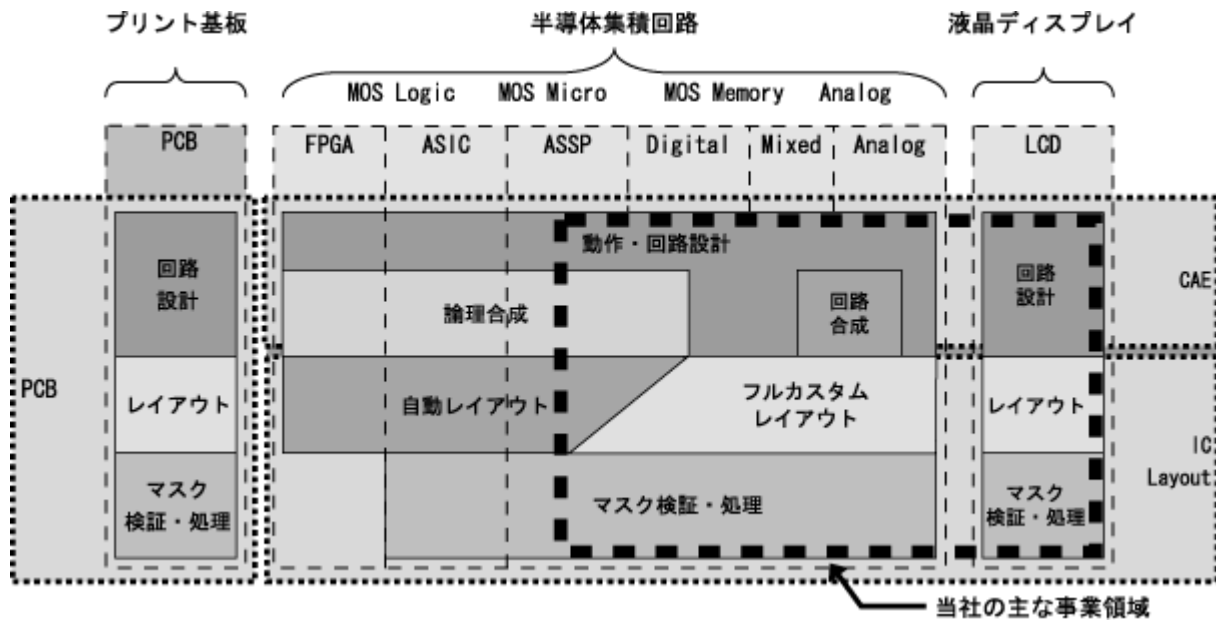 プリント基板
半導体集積回路
液晶ディスプレイ
MOS Logic MOS Micro MOS Memory Analog
PCB
FPGA ASIC ASSP Digital Mixed Analog
LCD
PCB
回路
設計
レイアウト
マスク
検証・処理
動作・回路設計
論理合成
回路
合成
自動レイアウト
フルカスタム
レイアウト
マスク検証・処理
回路
設計
レイアウト
マスク
検証・処理
CAE
IC
Layout
当社の主な事業領域